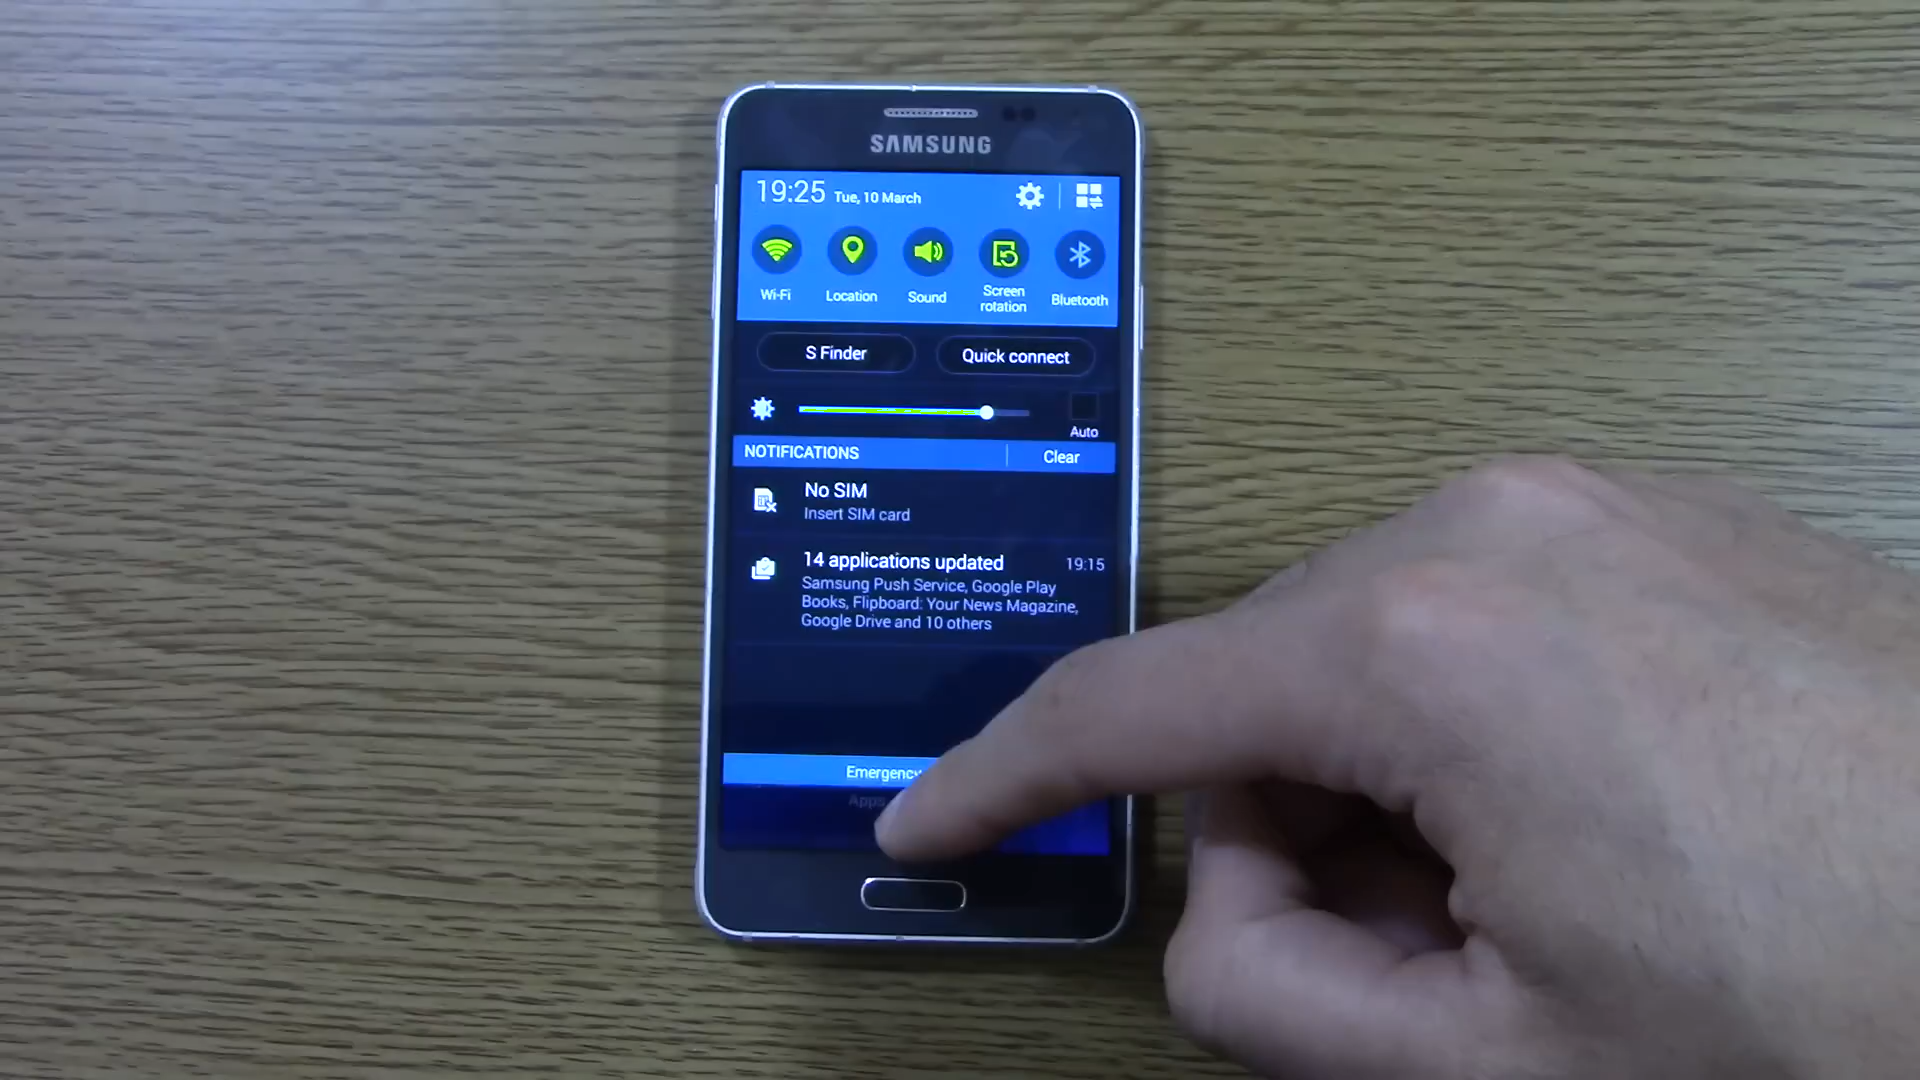 SAMSUNG
19:25 Tue, 10 March
Wi-Fi Location Sound Screen rotation Bluetooth
S Finder Quick connect
Auto
NOTIFICATIONS Clear
No SIM
Insert SIM card
14 applications updated 19:15
Samsung Push Service, Google Play
Books, Flipboard: Your News Magazine,
Google Drive and 10 others
Emergency
Apps